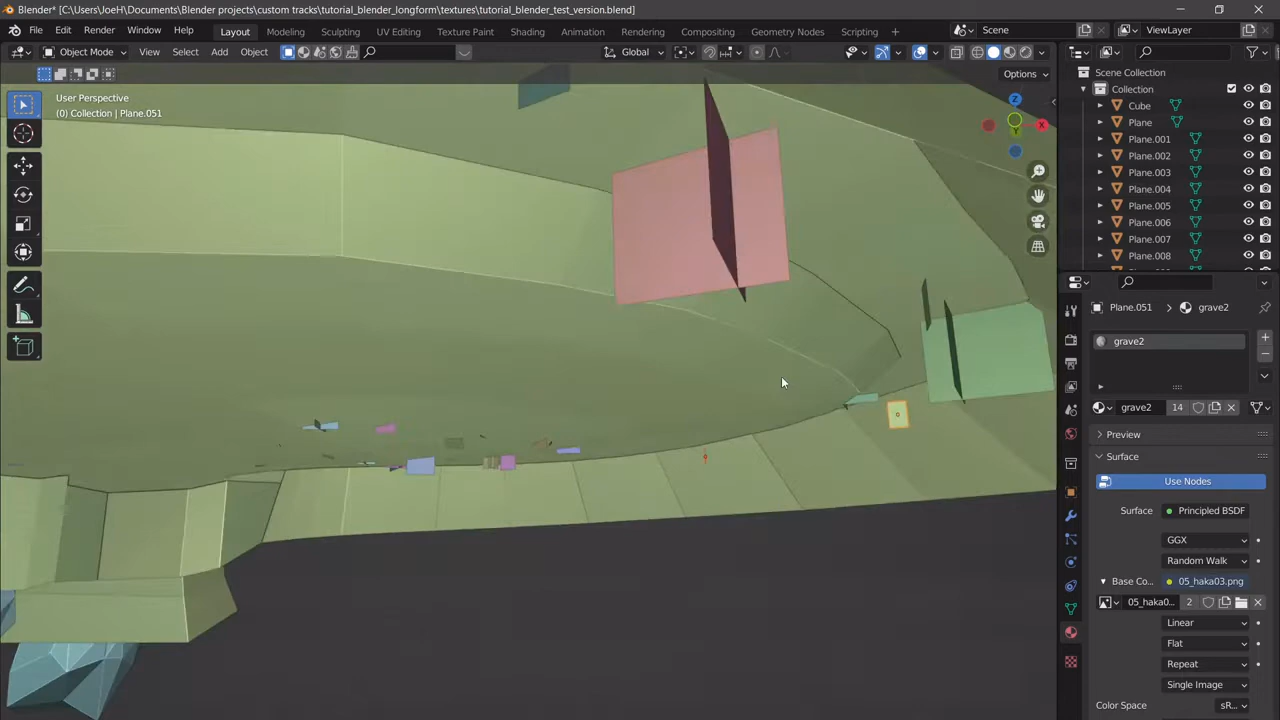 Blender* [C:\Users\JoeH\Documents\Blender projects\custom tracks\tutorial_blender_longform\textures\tutorial_blender_test_version.blend]
File Edit Render Window Help Layout Modeling Sculpting UV Editing Texture Paint Shading Animation Rendering Compositing Geometry Nodes Scripting + Scene ViewLayer
Object Mode View Select Add Object Global
Options
User Perspective
(0) Collection | Plane.051
Z
X
Y
Scene Collection
Collection
Cube
Plane
Plane.001
Plane.002
Plane.003
Plane.004
Plane.005
Plane.006
Plane.007
Plane.008
Plane.051 > grave2
grave2
grave2 14
Preview
Surface
Use Nodes
Surface Principled BSDF
GGX
Random Walk
Base Co... 05_haka03.png
05_haka0... 2
Linear
Flat
Repeat
Single Image
Color Space sR...